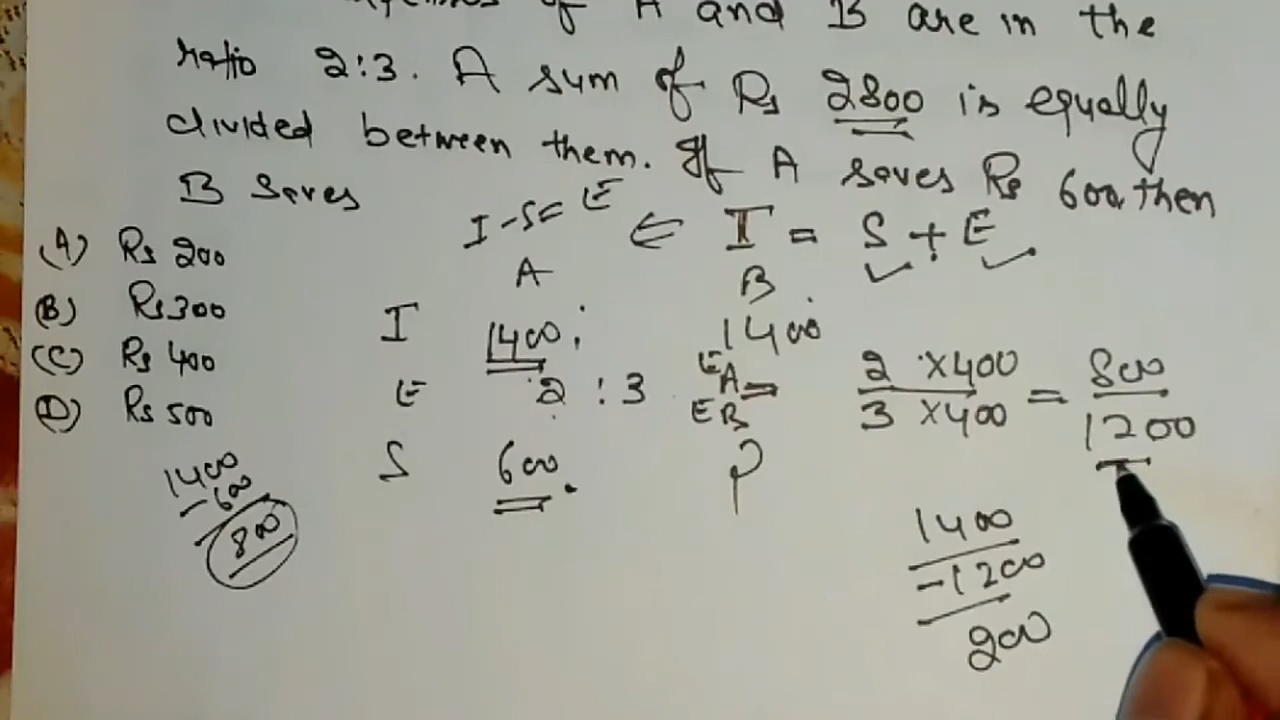 of A and B are in the
ratio 2:3. A sum of Rs 2800 is equally
divided between them. If A saves Rs 600, then
B saves
I-S=E ⇐ I = S + E
(A) Rs 200
(B) Rs 300
(C) Rs 400
(D) Rs 500
A B
I 1400 : 1400
E 2 : 3
S 600 ?
EA = 2 ×400 = 800
EB 3 ×400 1200
1400
-600
800
1400
-1200
200